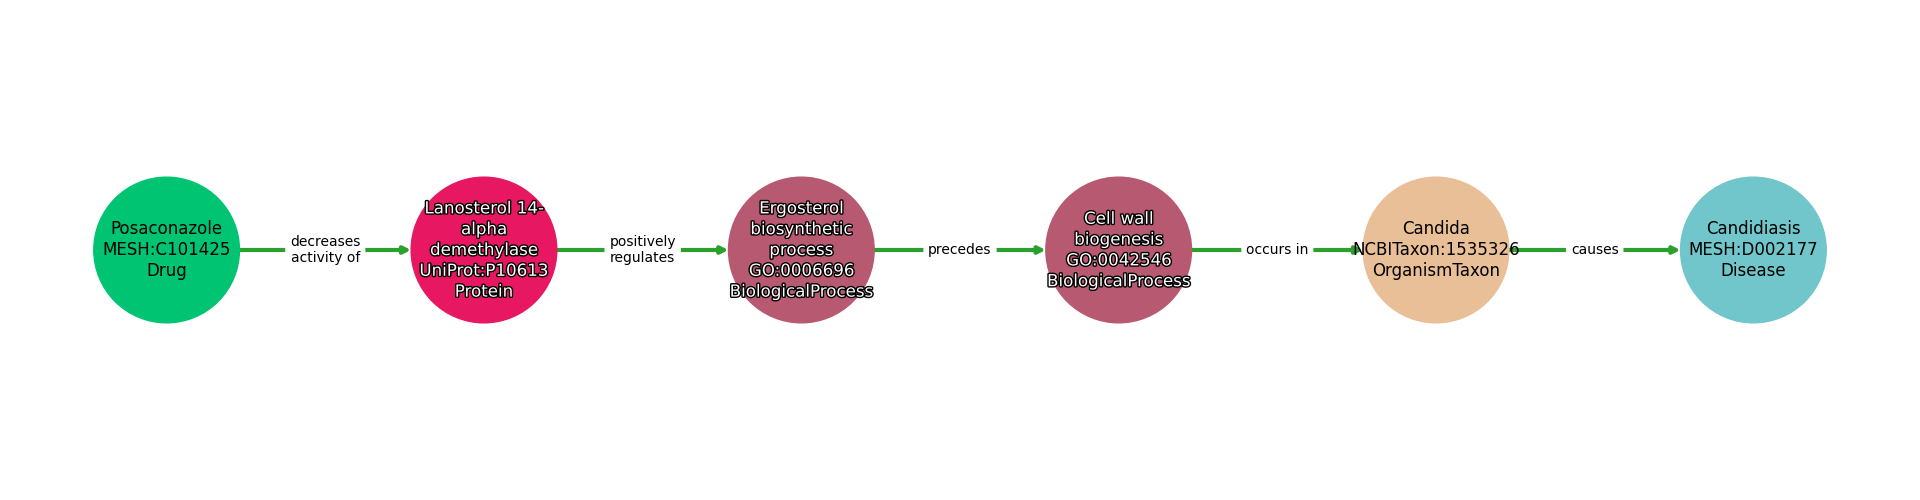 Posaconazole
MESH:C101425
Drug
decreases
activity of
Lanosterol 14-
alpha
demethylase
UniProt:P10613
Protein
positively
regulates
Ergosterol
biosynthetic
process
GO:0006696
BiologicalProcess
precedes
Cell wall
biogenesis
GO:0042546
BiologicalProcess
occurs in
Candida
NCBITaxon:1535326
OrganismTaxon
causes
Candidiasis
MESH:D002177
Disease